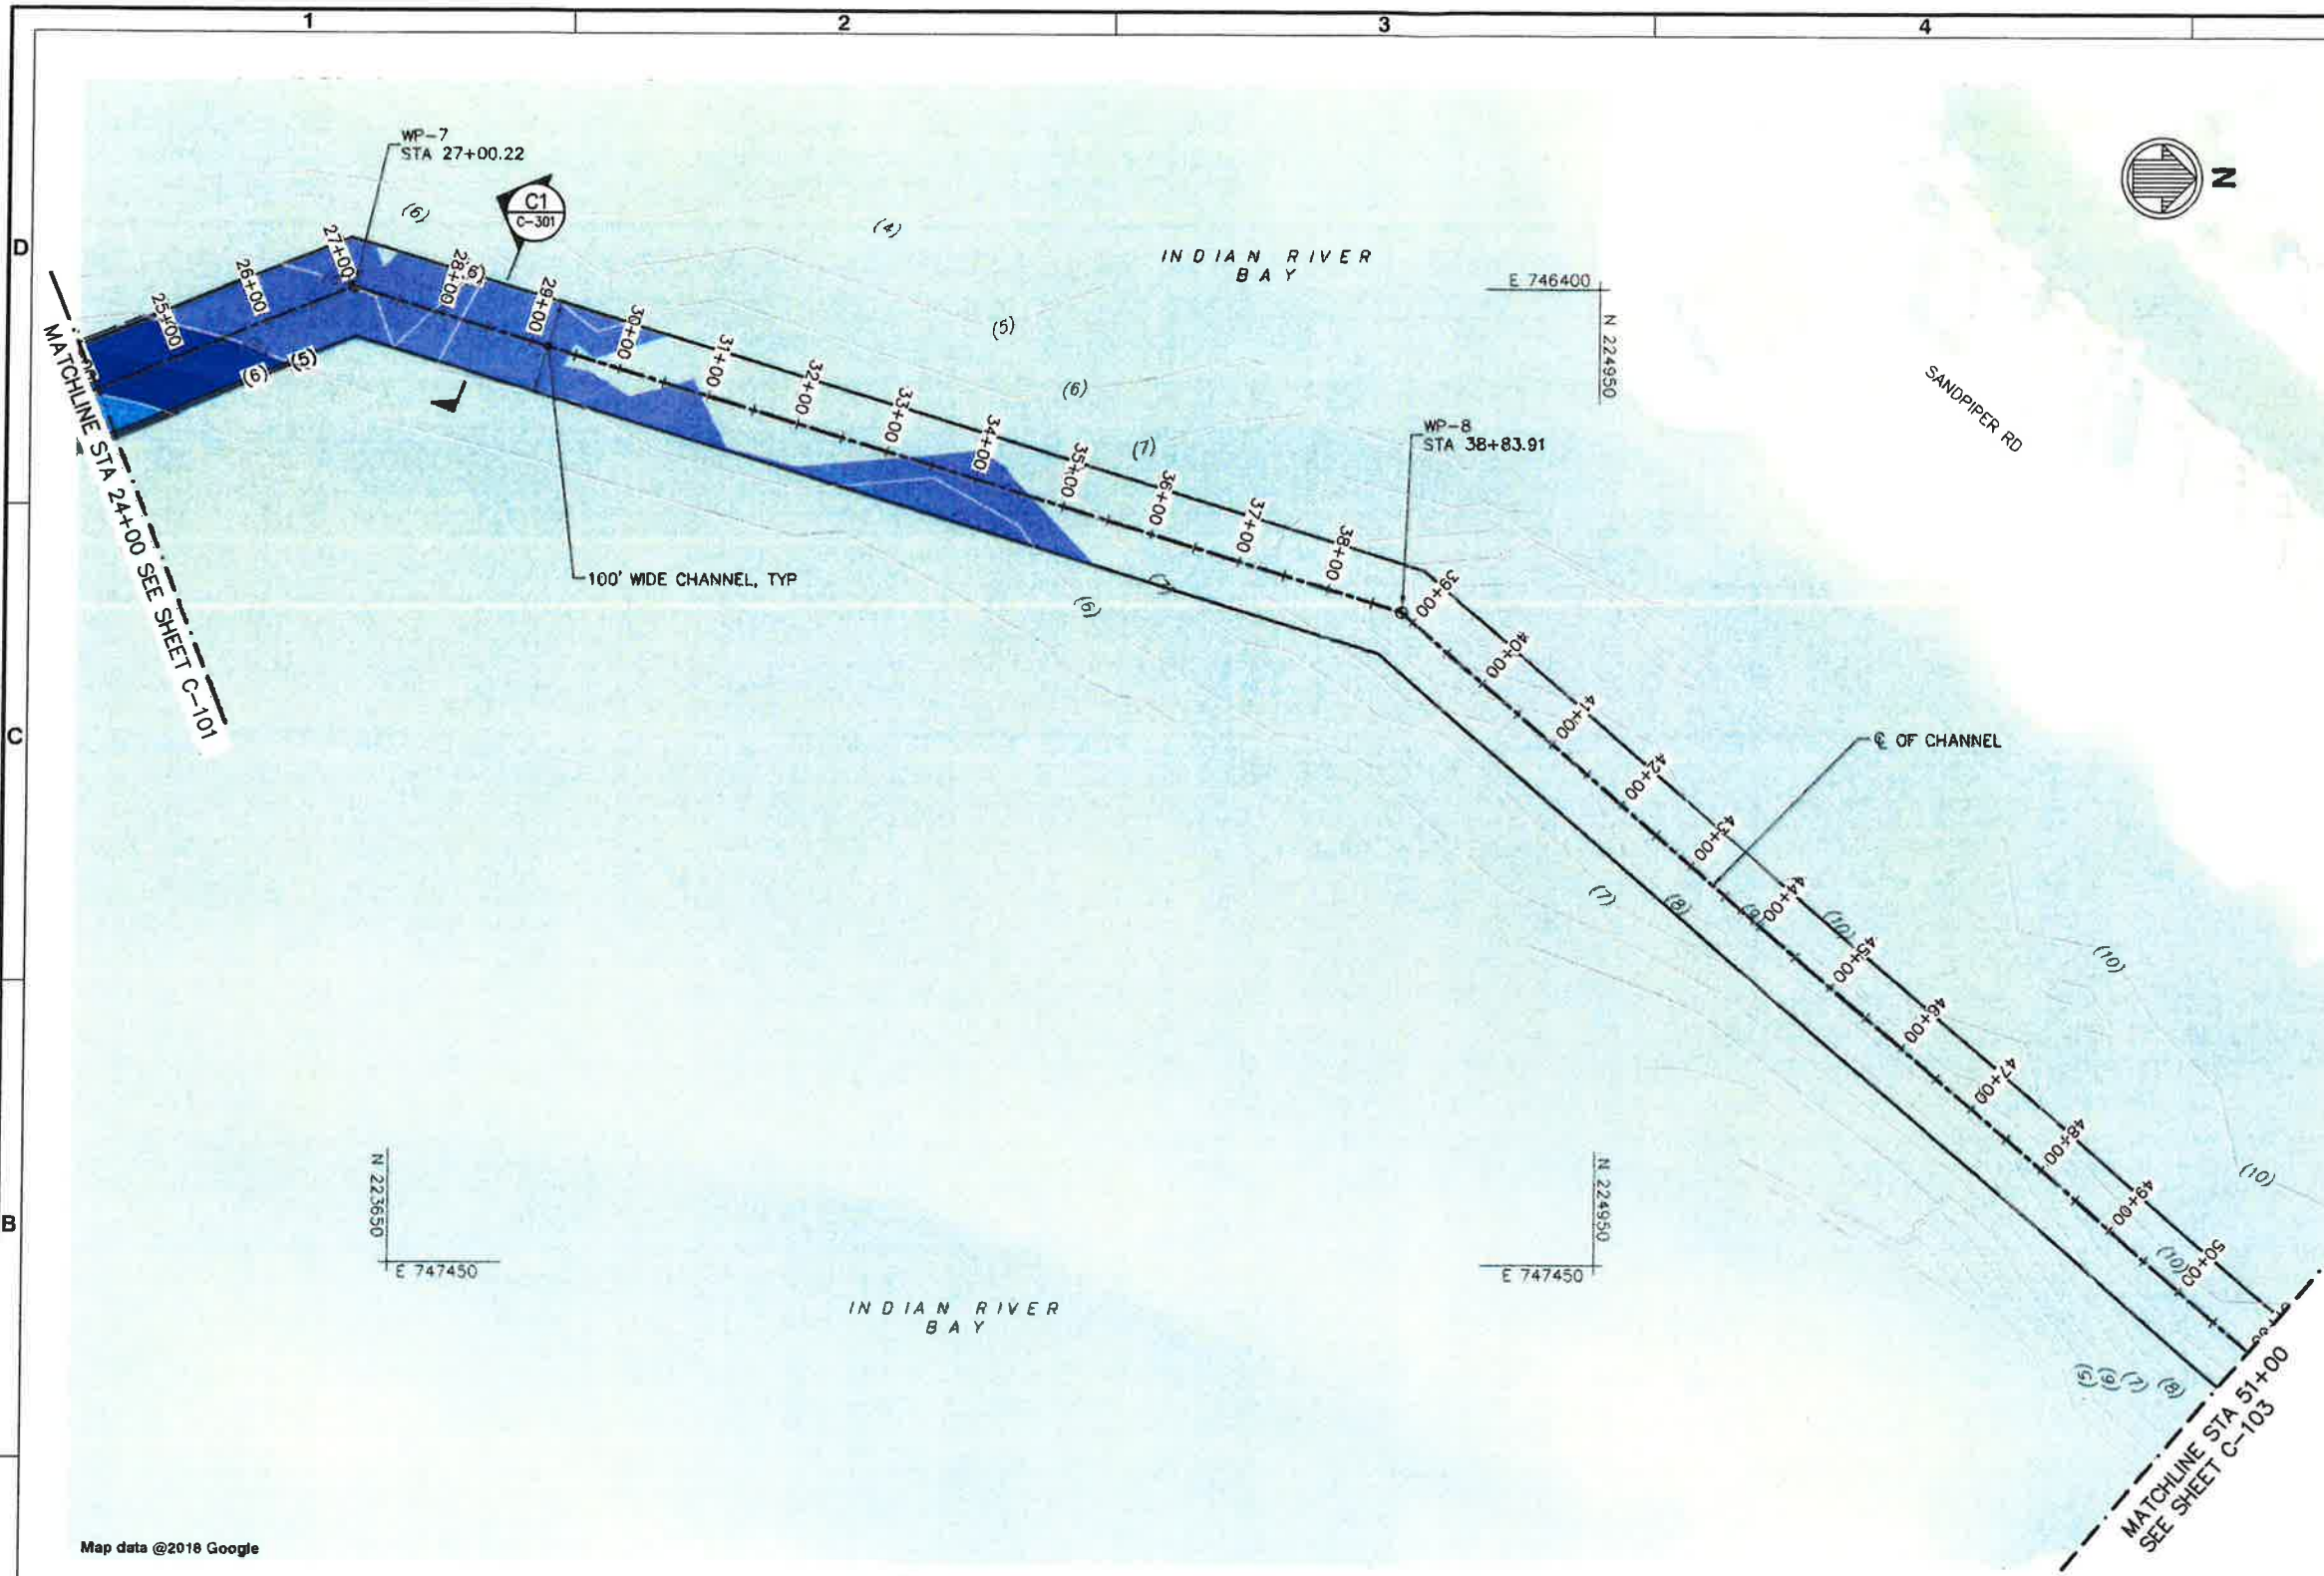 1
2
3
4
D
C
B
WP-7
STA 27+00.22
C1
C-301
(6)
(4)
INDIAN RIVER
BAY
E 746400
N 224950
N
SANDPIPER RD
25+00
26+00
27+00
28+00
(6)
29+00
30+00
31+00
32+00
33+00
34+00
35+00
36+00
37+00
38+00
39+00
40+00
41+00
42+00
43+00
44+00
45+00
46+00
47+00
48+00
49+00
50+00
(6)
(5)
(5)
(6)
(7)
WP-8
STA 38+83.91
MATCHLINE STA 24+00 SEE SHEET C-101
100' WIDE CHANNEL, TYP
(6)
(7)
℄ OF CHANNEL
(7)
(8)
(9)
(10)
(10)
(10)
(10)
N 223650
E 747450
N 224950
E 747450
INDIAN RIVER
BAY
(5)
(6)
(7)
(8)
MATCHLINE STA 51+00
SEE SHEET C-103
Map data @2018 Google